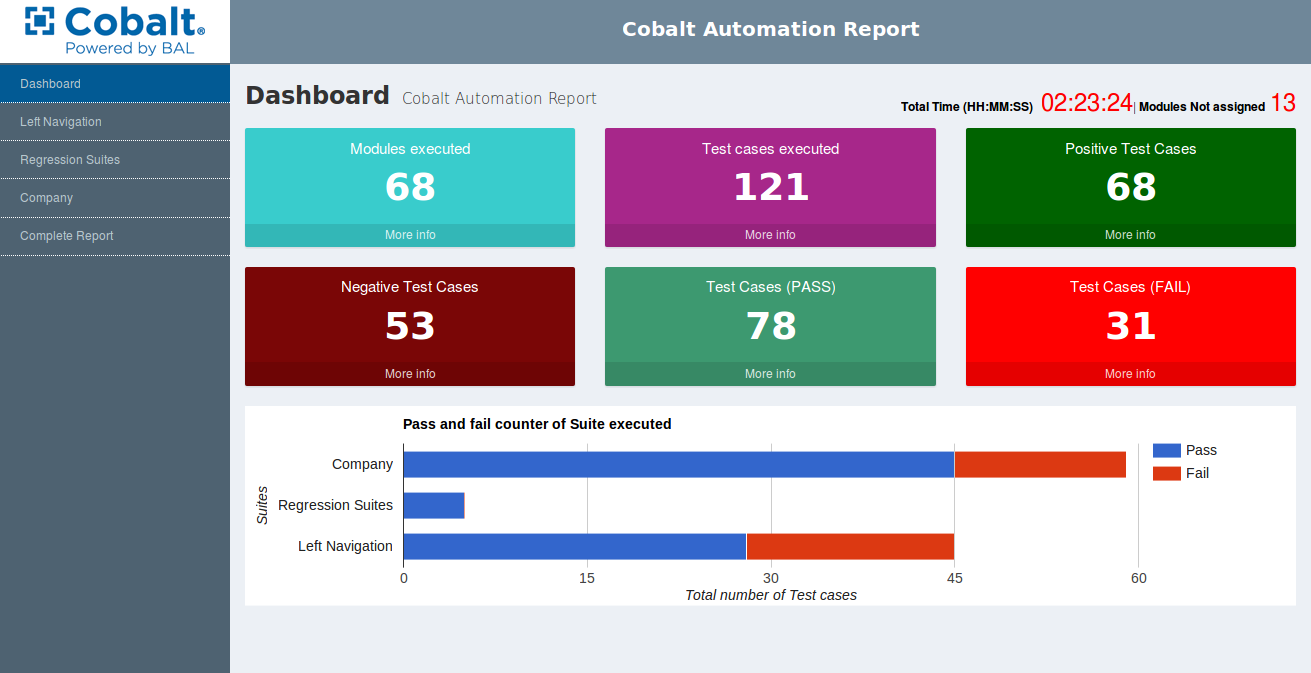 Cobalt®
Powered by BAL
Cobalt Automation Report
Dashboard
Left Navigation
Regression Suites
Company
Complete Report
Dashboard Cobalt Automation Report
Total Time (HH:MM:SS) 02:23:24| Modules Not assigned 13
Modules executed
68
More info
Test cases executed
121
More info
Positive Test Cases
68
More info
Negative Test Cases
53
More info
Test Cases (PASS)
78
More info
Test Cases (FAIL)
31
More info
Pass and fail counter of Suite executed
Suites
Company
Regression Suites
Left Navigation
0 15 30 45 60
Total number of Test cases
Pass
Fail